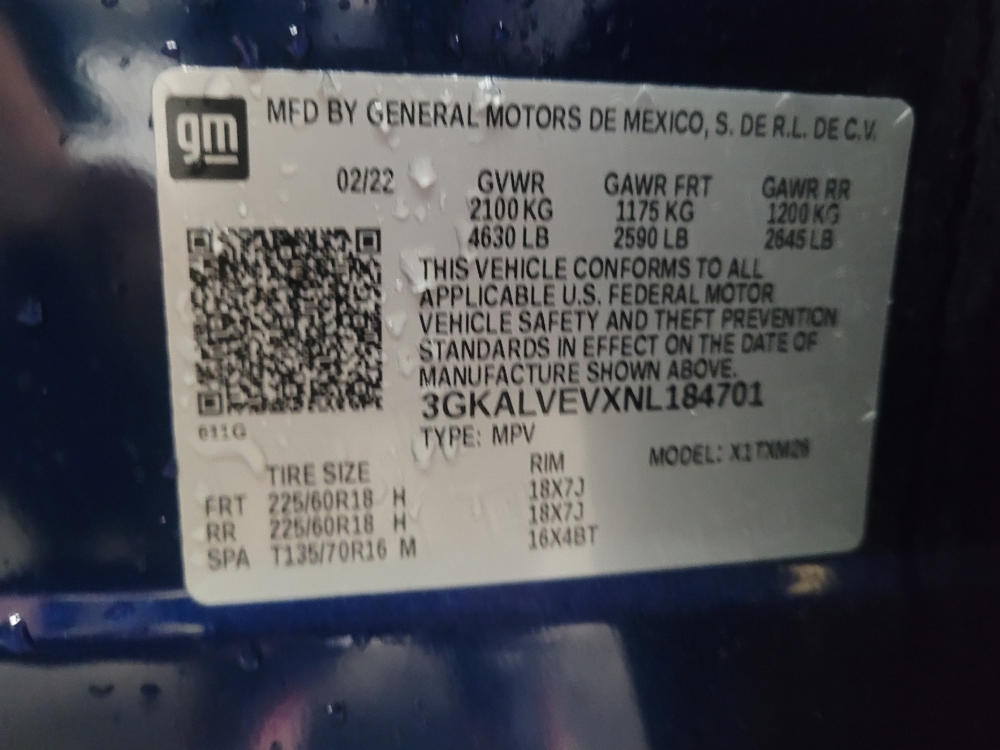 gm
MFD BY GENERAL MOTORS DE MEXICO, S. DE R.L. DE C.V.
02/22 GVWR GAWR FRT GAWR RR
2100 KG 1175 KG 1200 KG
4630 LB 2590 LB 2645 LB
THIS VEHICLE CONFORMS TO ALL
APPLICABLE U.S. FEDERAL MOTOR
VEHICLE SAFETY AND THEFT PREVENTION
STANDARDS IN EFFECT ON THE DATE OF
MANUFACTURE SHOWN ABOVE.
3GKALVEVXNL184701
611G
TYPE: MPV MODEL: X1TXM26
TIRE SIZE RIM
FRT 225/60R18 H 18X7J
RR 225/60R18 H 18X7J
SPA T135/70R16 M 16X4BT